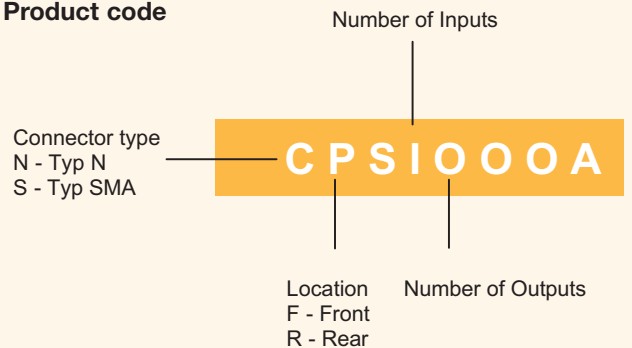 Product code
Number of Inputs
Connector type
N - Typ N
S - Typ SMA
C P S I O O O A
Location
F - Front
R - Rear
Number of Outputs